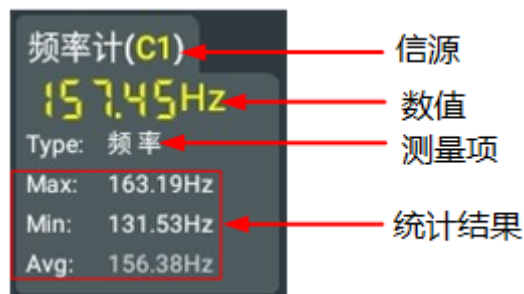 频率计(C1)
信源
157.45Hz
数值
Type: 频率
测量项
Max: 163.19Hz
Min: 131.53Hz
统计结果
Avg: 156.38Hz